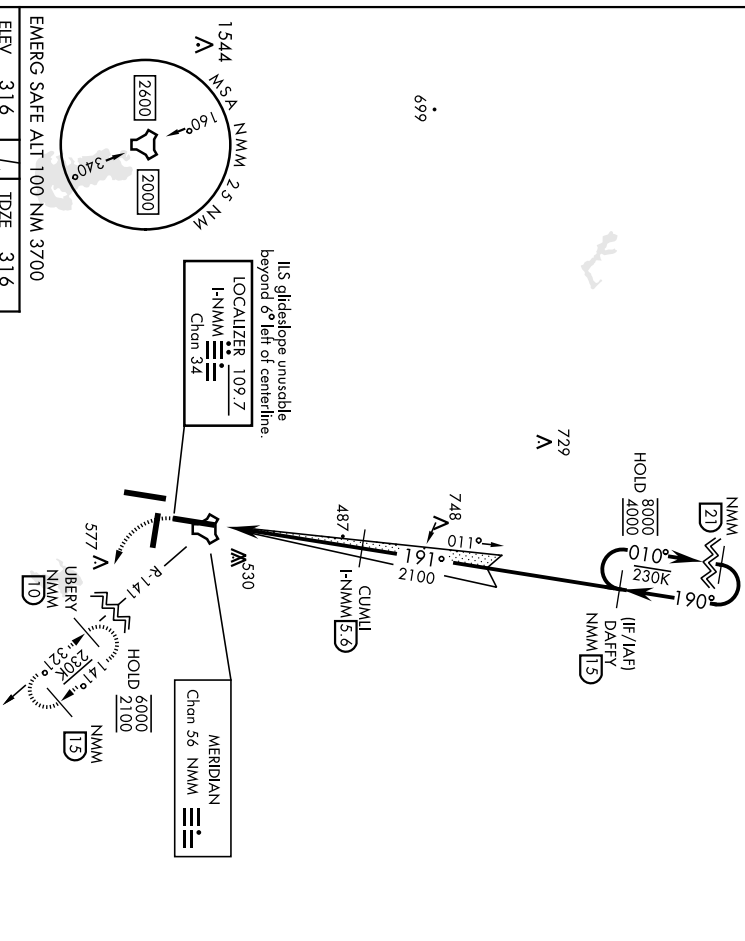 1544
MSA NMM 25 NM
2600
160°
340°
2000
EMERG SAFE ALT 100 NM 3700
ELEV 316
TDZE 316
699
729
HOLD 8000
4000
NMM
21
010°
230K
190°
(IF/IAF)
DAFFY
NMM 15
ILS glideslope unusable
beyond 6° left of centerline.
LOCALIZER 109.7
I-NMM
Chan 34
748
011°
191°
2100
487
CUMLI
I-NMM 5.6
530
577
R-141
UBERY
NMM
10
HOLD 6000
2100
141°
230K
321°
NMM
15
MERIDIAN
Chan 56 NMM